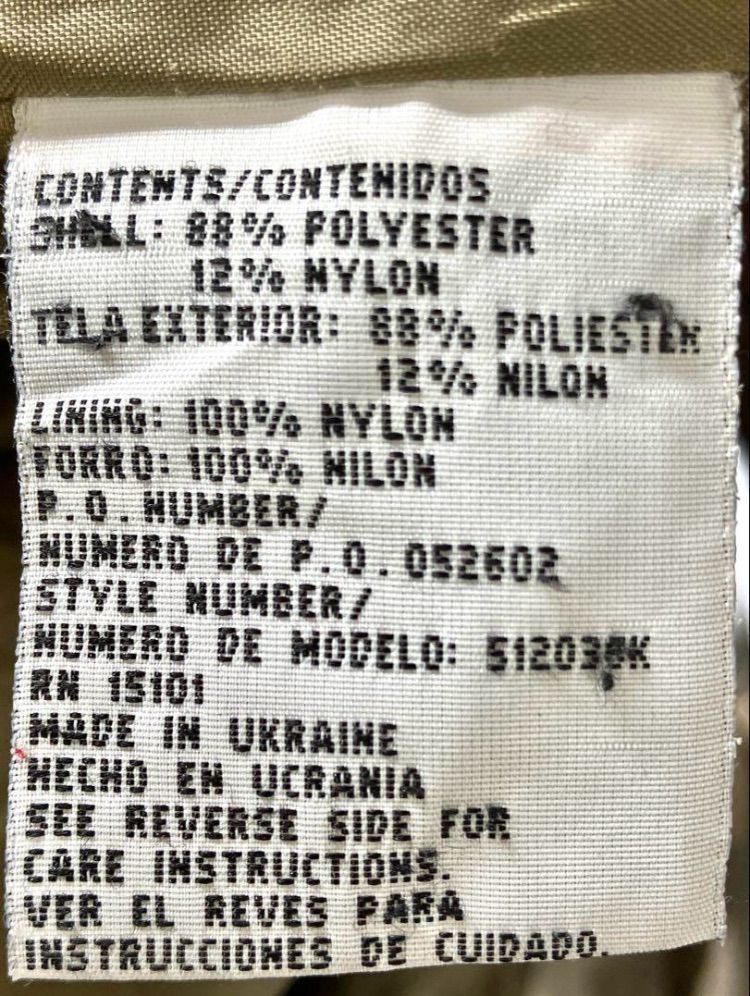 CONTENTS/CONTENIDOS
SHELL: 88% POLYESTER
12% NYLON
TELA EXTERIOR: 88% POLIESTER
12% NILON
LINING: 100% NYLON
FORRO: 100% NILON
P.O. NUMBER/
NUMERO DE P.O. 052602
STYLE NUMBER/
NUMERO DE MODELO:
RN 15101
MADE IN UKRAINE
HECHO EN UCRANIA
SEE REVERSE SIDE FOR
CARE INSTRUCTIONS.
VER EL REVES PARA
INSTRUCCIONES DE CUIDADO.